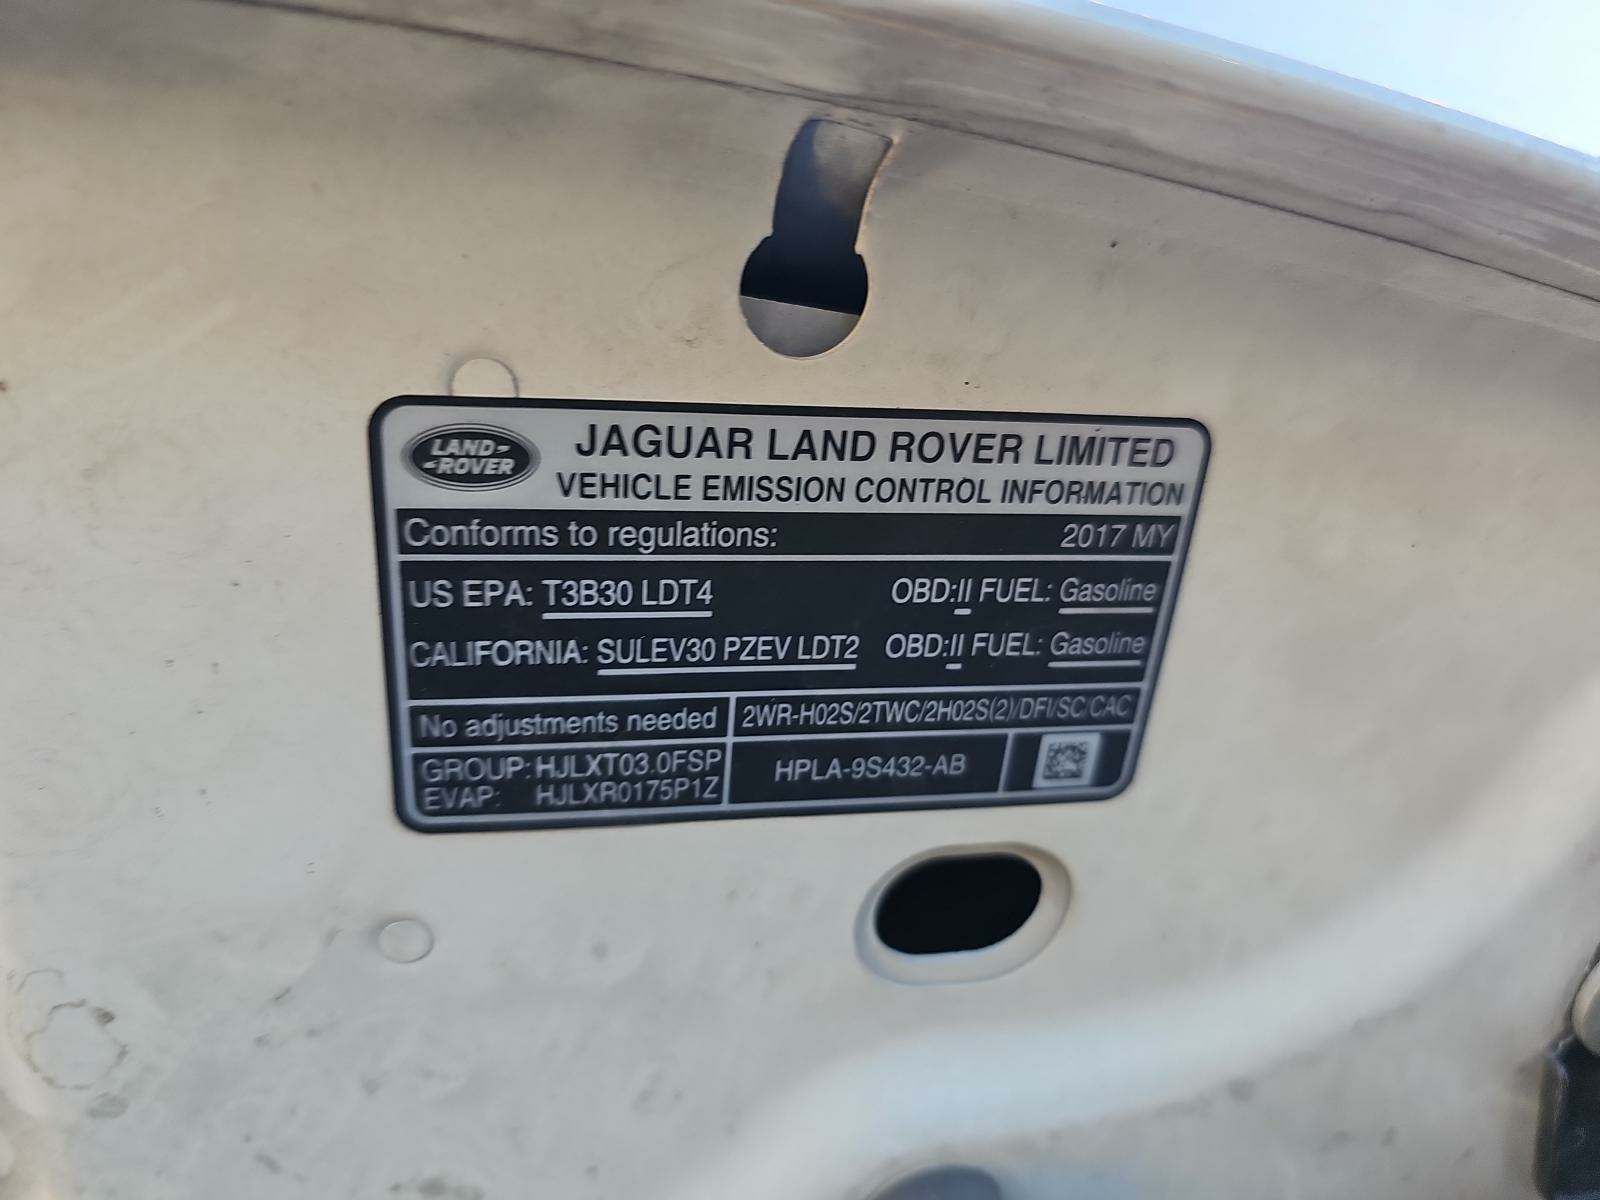 LAND-
-ROVER
JAGUAR LAND ROVER LIMITED
VEHICLE EMISSION CONTROL INFORMATION
Conforms to regulations: 2017 MY
US EPA: T3B30 LDT4 OBD:II FUEL: Gasoline
CALIFORNIA: SULEV30 PZEV LDT2 OBD:II FUEL: Gasoline
No adjustments needed 2WR-H02S/2TWC/2H02S(2)/DFI/SC/CAC
GROUP: HJLXT03.0FSP
EVAP: HJLXR0175P1Z
HPLA-9S432-AB